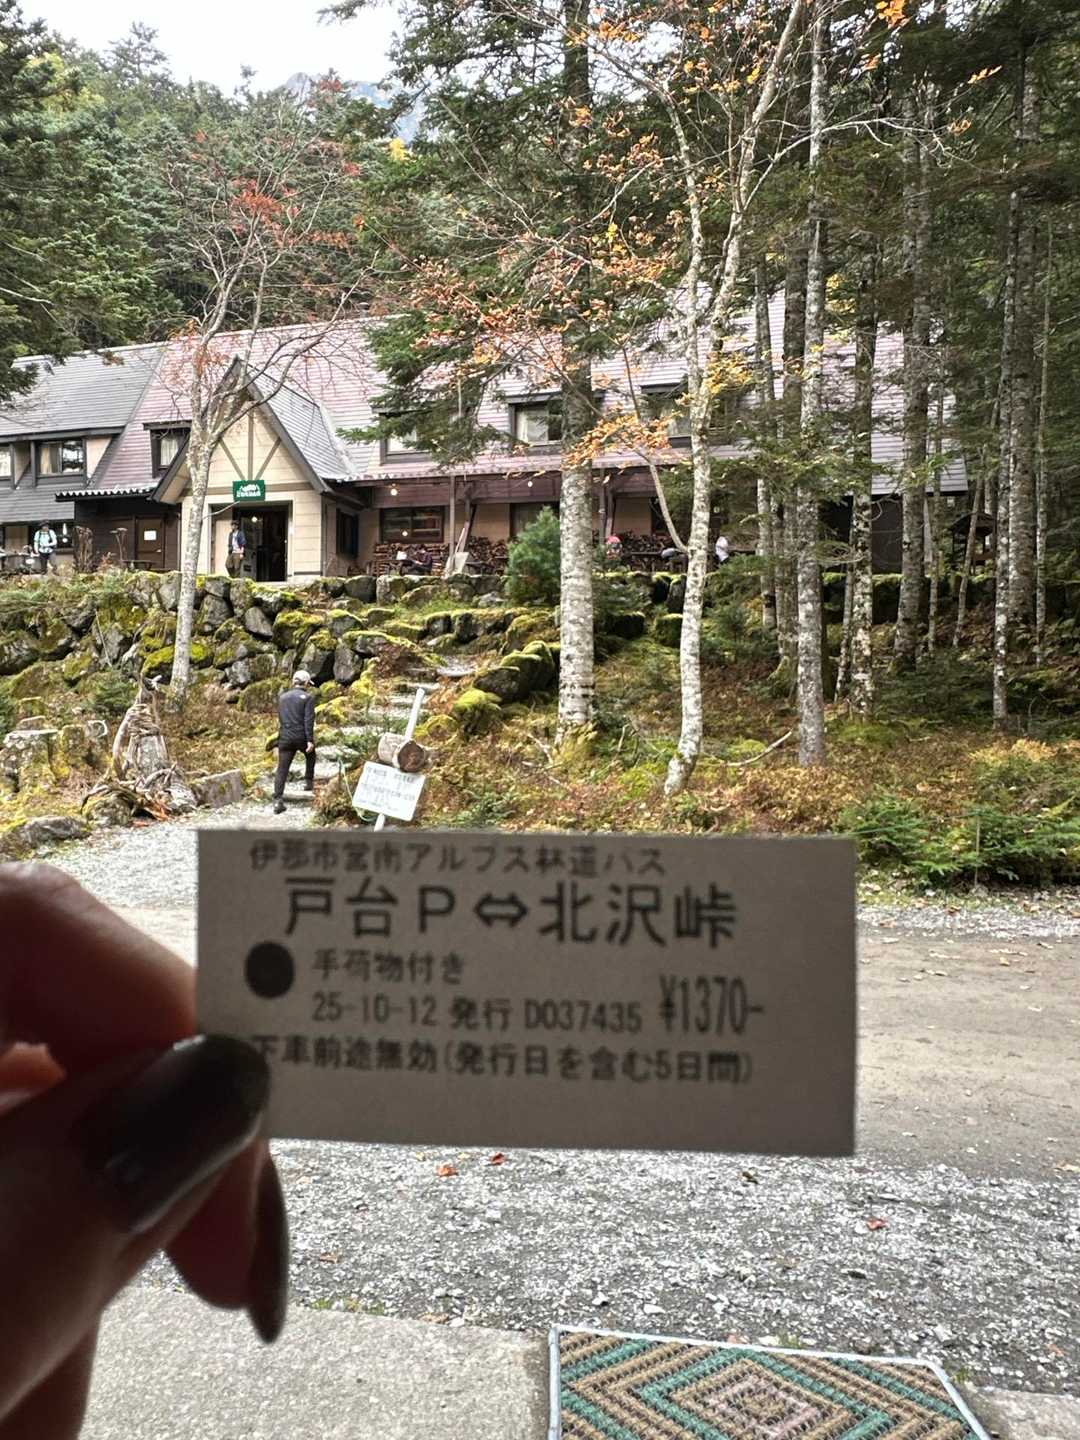 伊那市営南アルプス林道バス
戸台P⇔北沢峠
手荷物付き
25-10-12 発行 D037435 ¥1370-
下車前途無効(発行日を含む5日間)